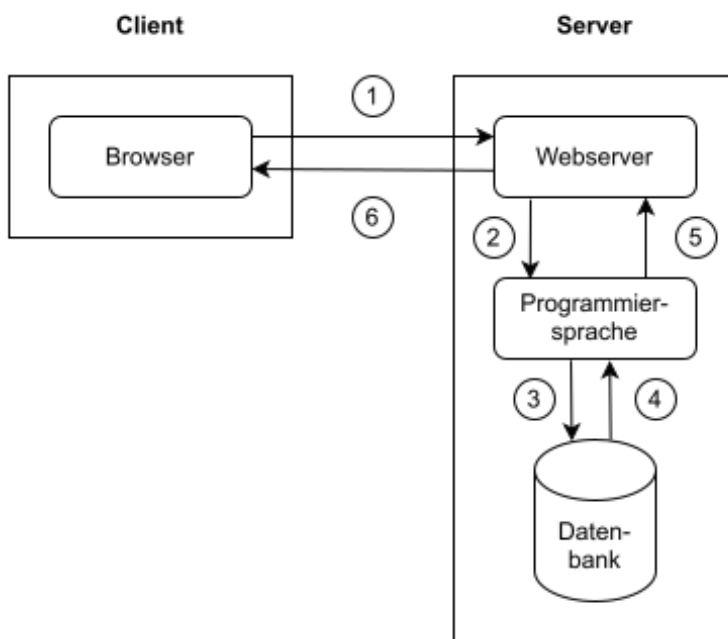 Client
Server
1
Browser
Webserver
6
2
5
Programmier-
sprache
3
4
Daten-
bank